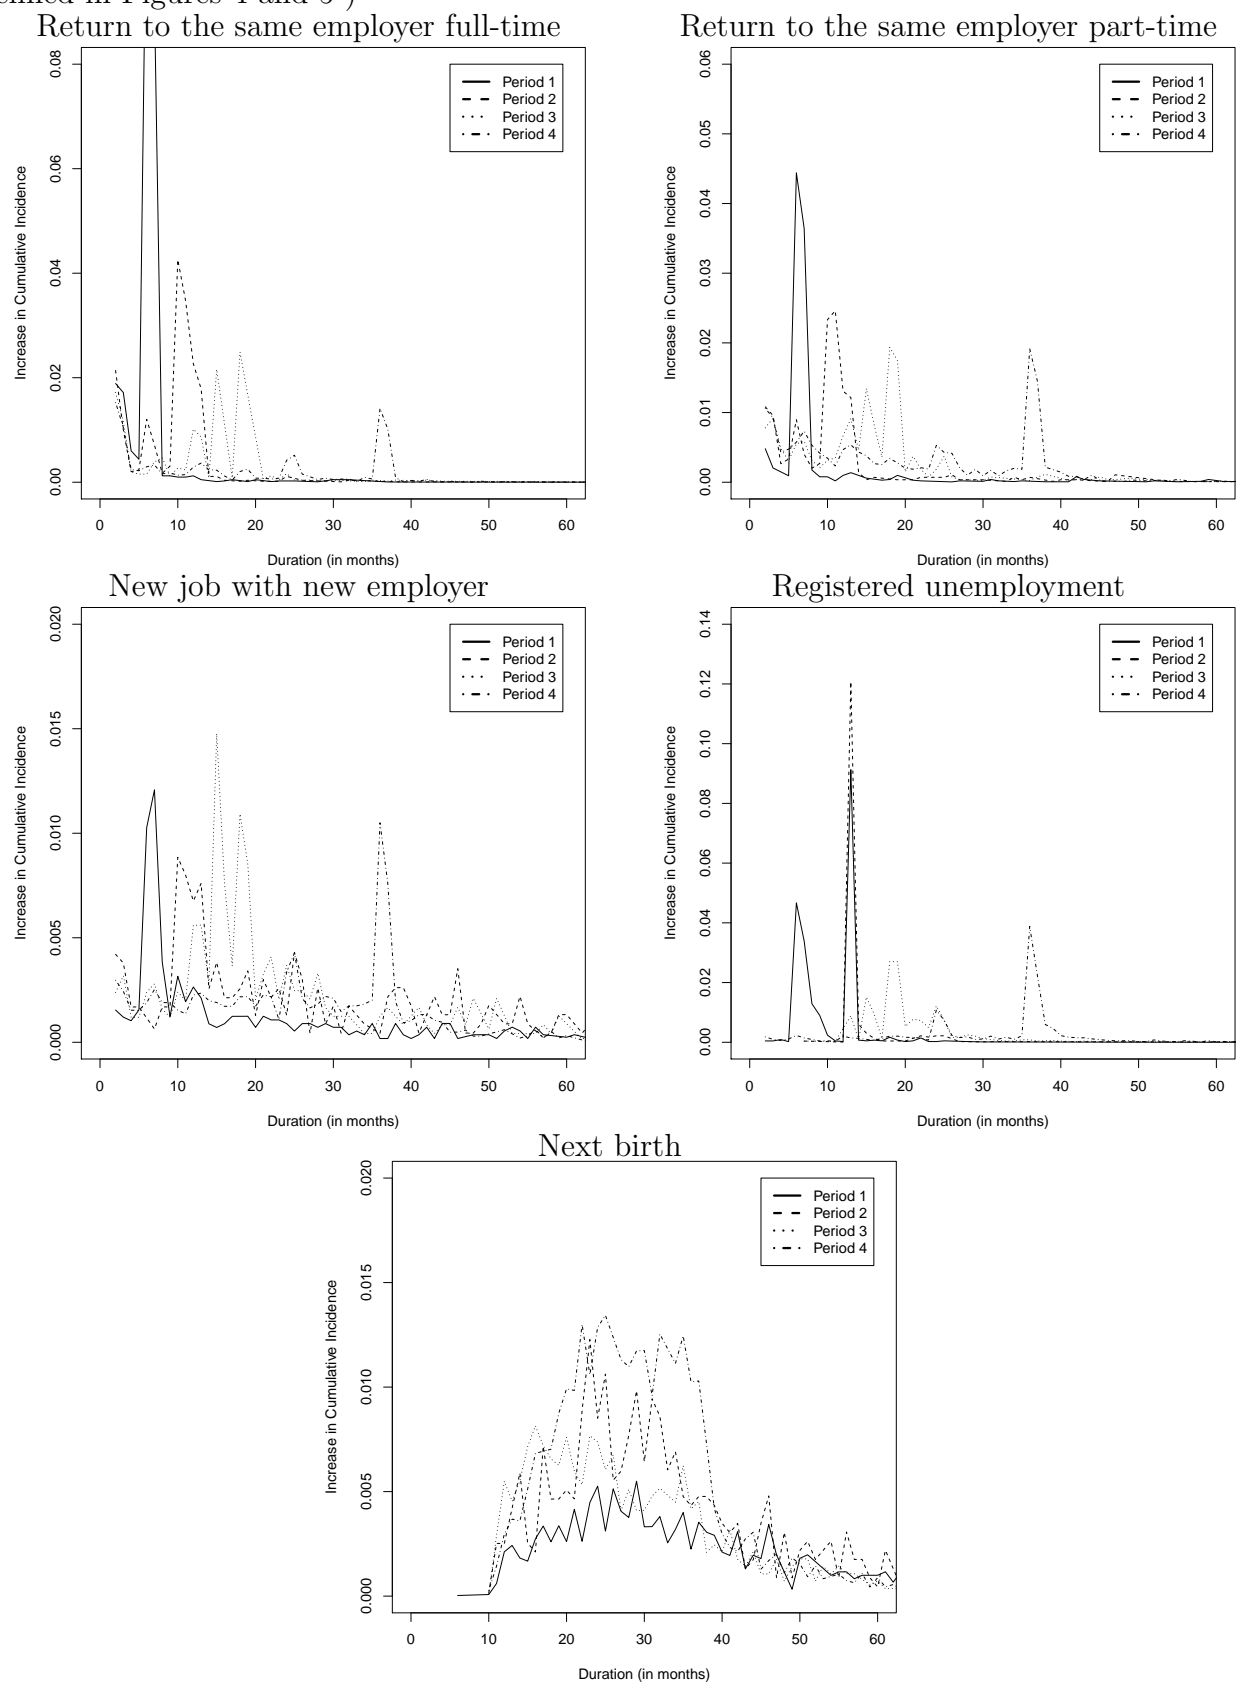 in Figures 4 and 5 )
Return to the same employer full-time
Increase in Cumulative Incidence
0.00 0.02 0.04 0.06 0.08
Period 1
Period 2
Period 3
Period 4
0 10 20 30 40 50 60
Duration (in months)
Return to the same employer part-time
Increase in Cumulative Incidence
0.00 0.01 0.02 0.03 0.04 0.05 0.06
Period 1
Period 2
Period 3
Period 4
0 10 20 30 40 50 60
Duration (in months)
New job with new employer
Increase in Cumulative Incidence
0.000 0.005 0.010 0.015 0.020
Period 1
Period 2
Period 3
Period 4
0 10 20 30 40 50 60
Duration (in months)
Registered unemployment
Increase in Cumulative Incidence
0.00 0.02 0.04 0.06 0.08 0.10 0.12 0.14
Period 1
Period 2
Period 3
Period 4
0 10 20 30 40 50 60
Duration (in months)
Next birth
Increase in Cumulative Incidence
0.000 0.005 0.010 0.015 0.020
Period 1
Period 2
Period 3
Period 4
0 10 20 30 40 50 60
Duration (in months)